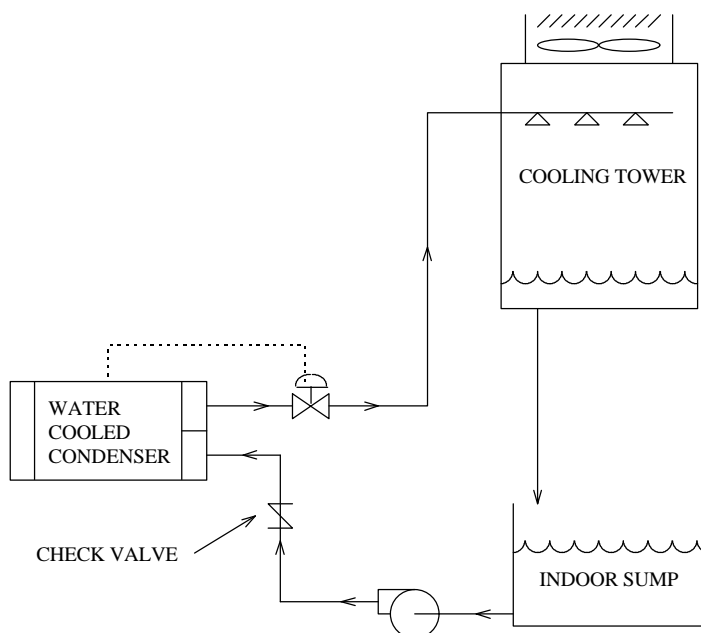 COOLING TOWER
WATER
COOLED
CONDENSER
CHECK VALVE
INDOOR SUMP